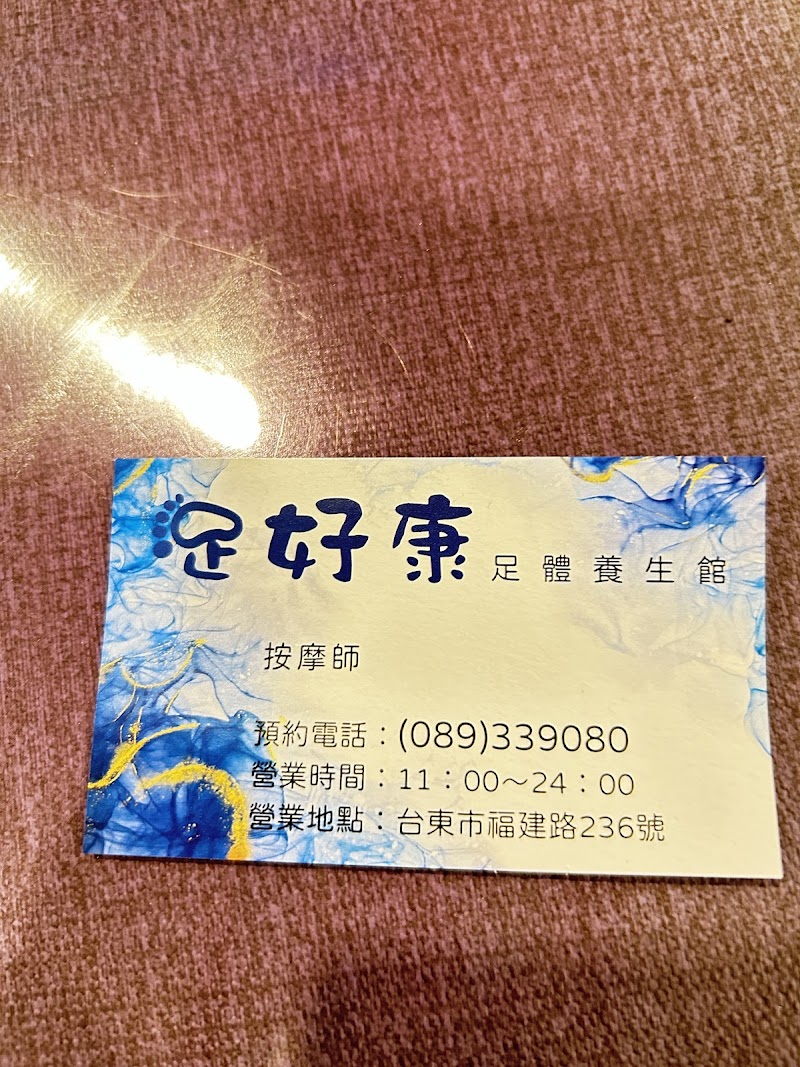 足好康 足體養生館
按摩師
預約電話：(089)339080
營業時間：11：00～24：00
營業地點：台東市福建路236號